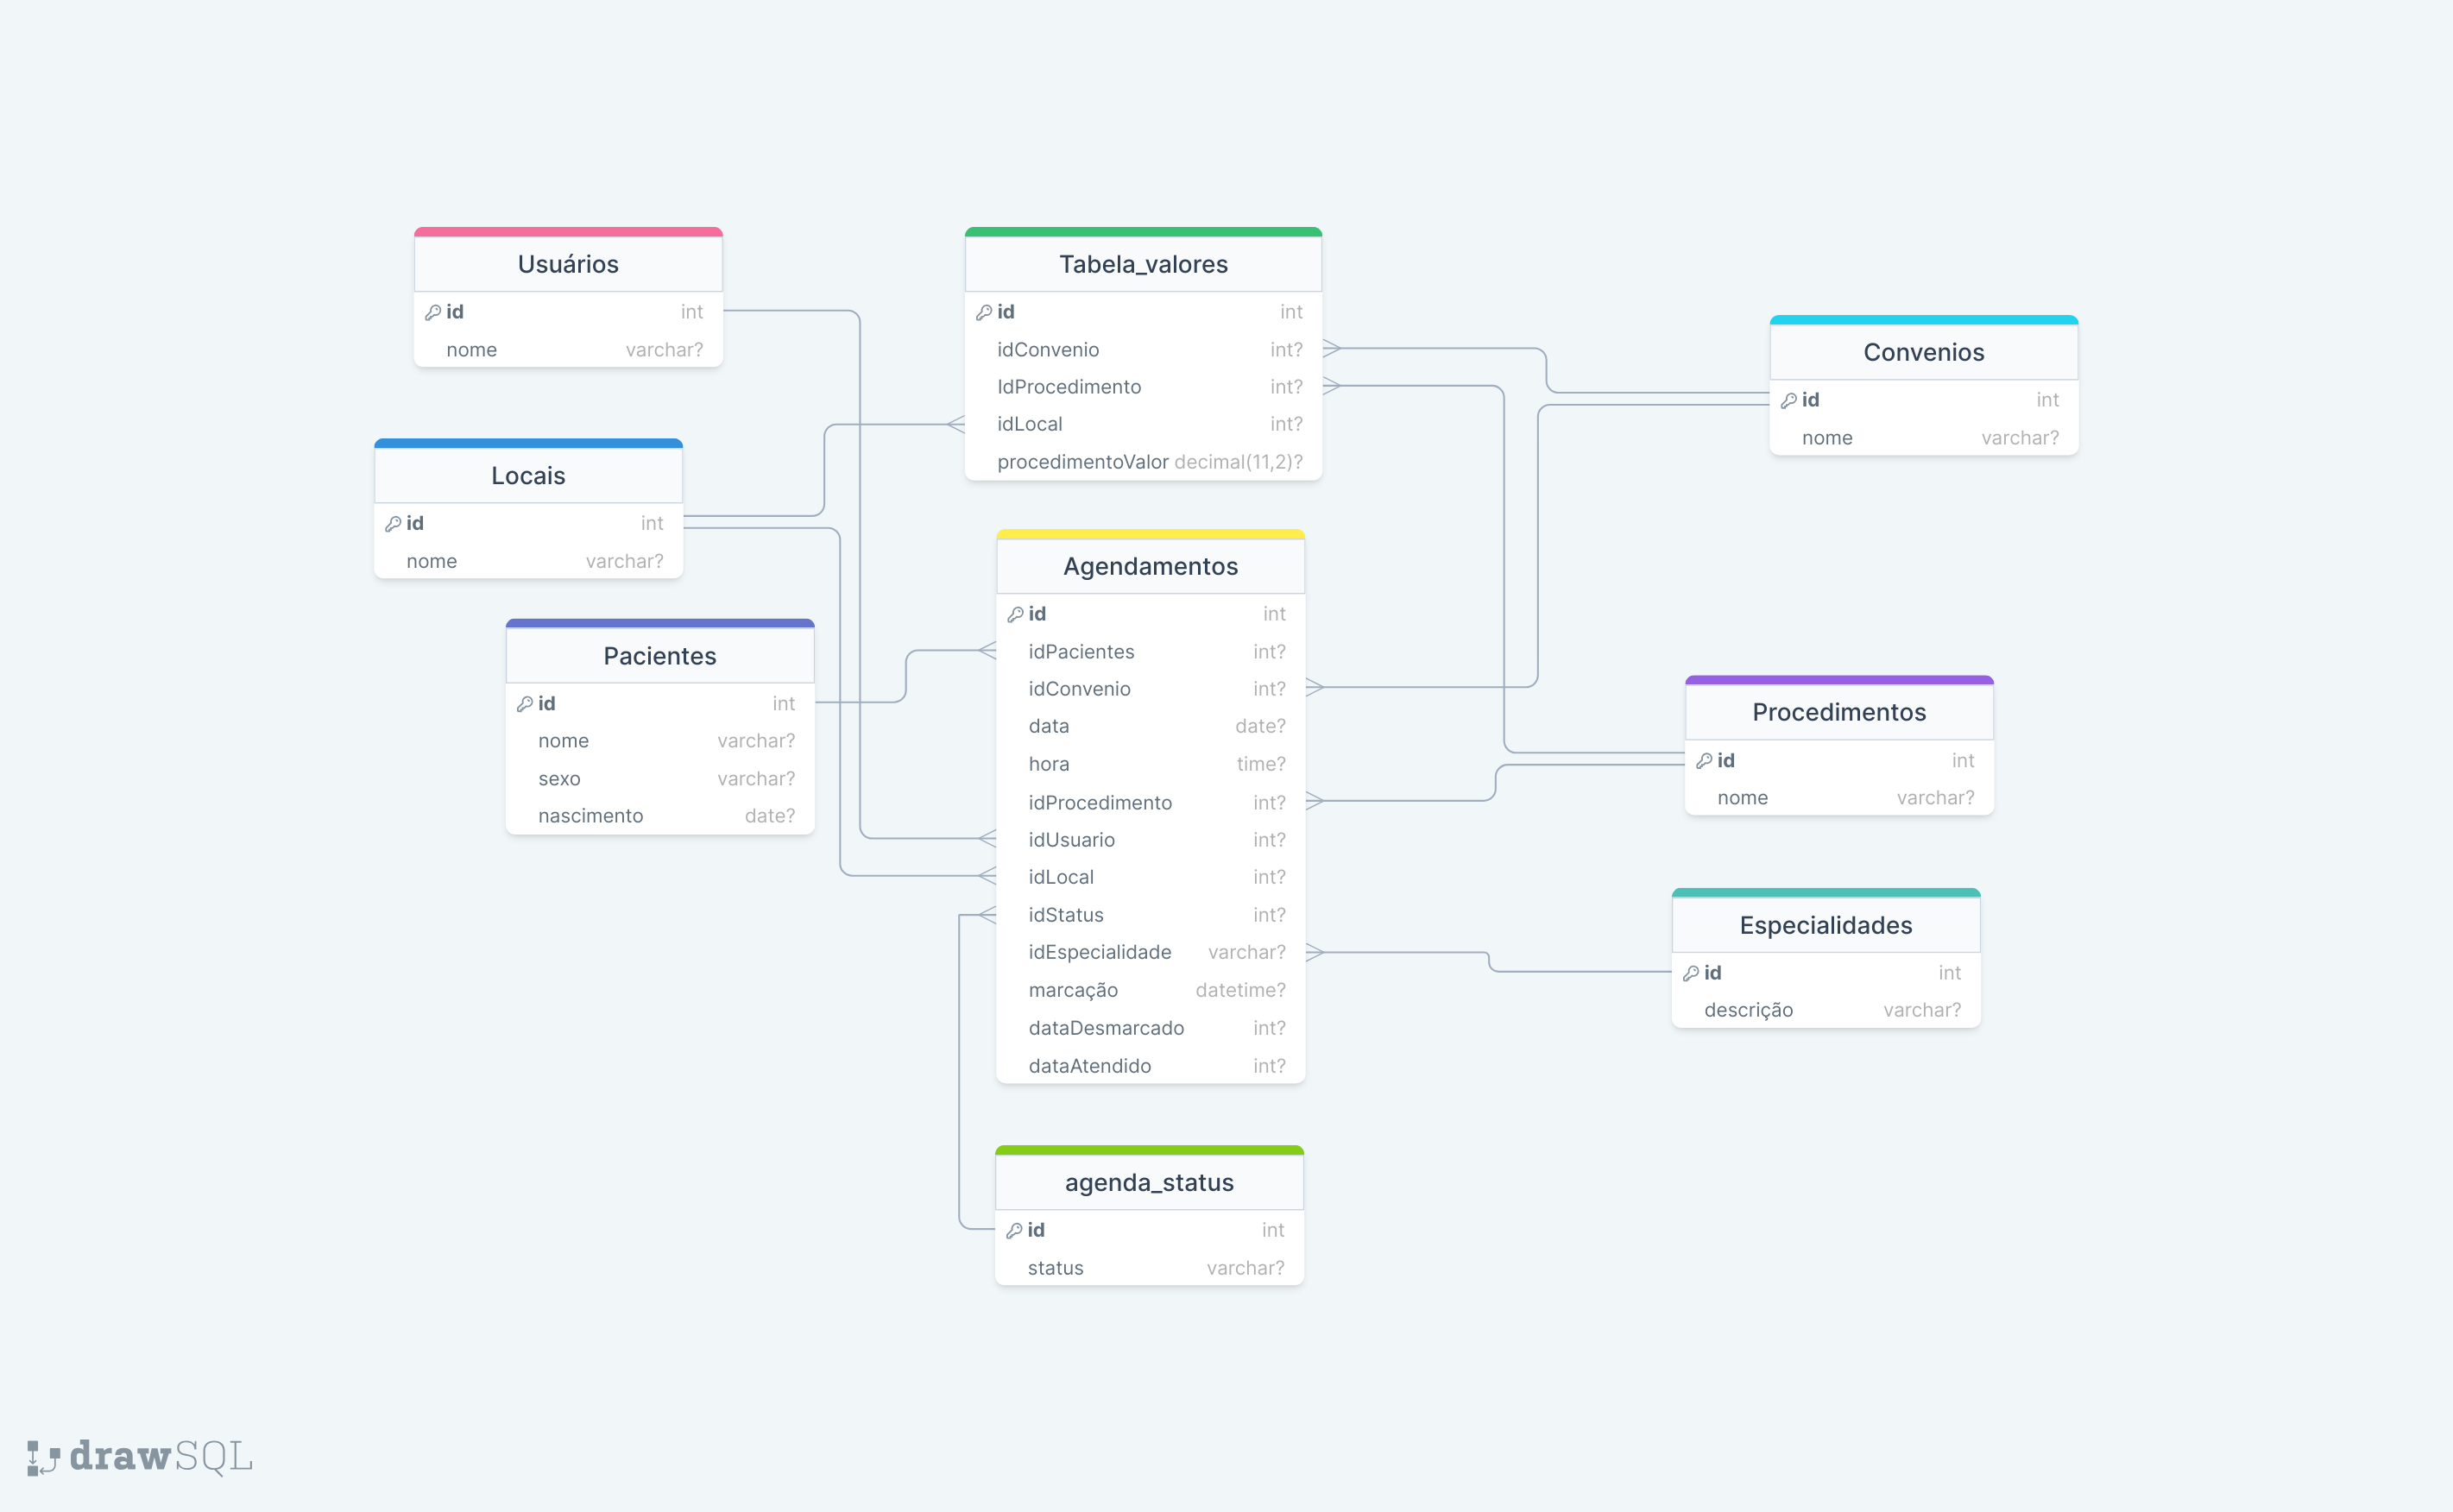 Usuários
id int
nome varchar?
Locais
id int
nome varchar?
Pacientes
id int
nome varchar?
sexo varchar?
nascimento date?
Tabela_valores
id int
idConvenio int?
IdProcedimento int?
idLocal int?
procedimentoValor decimal(11,2)?
Agendamentos
id int
idPacientes int?
idConvenio int?
data date?
hora time?
idProcedimento int?
idUsuario int?
idLocal int?
idStatus int?
idEspecialidade varchar?
marcação datetime?
dataDesmarcado int?
dataAtendido int?
agenda_status
id int
status varchar?
Convenios
id int
nome varchar?
Procedimentos
id int
nome varchar?
Especialidades
id int
descrição varchar?
drawSQL